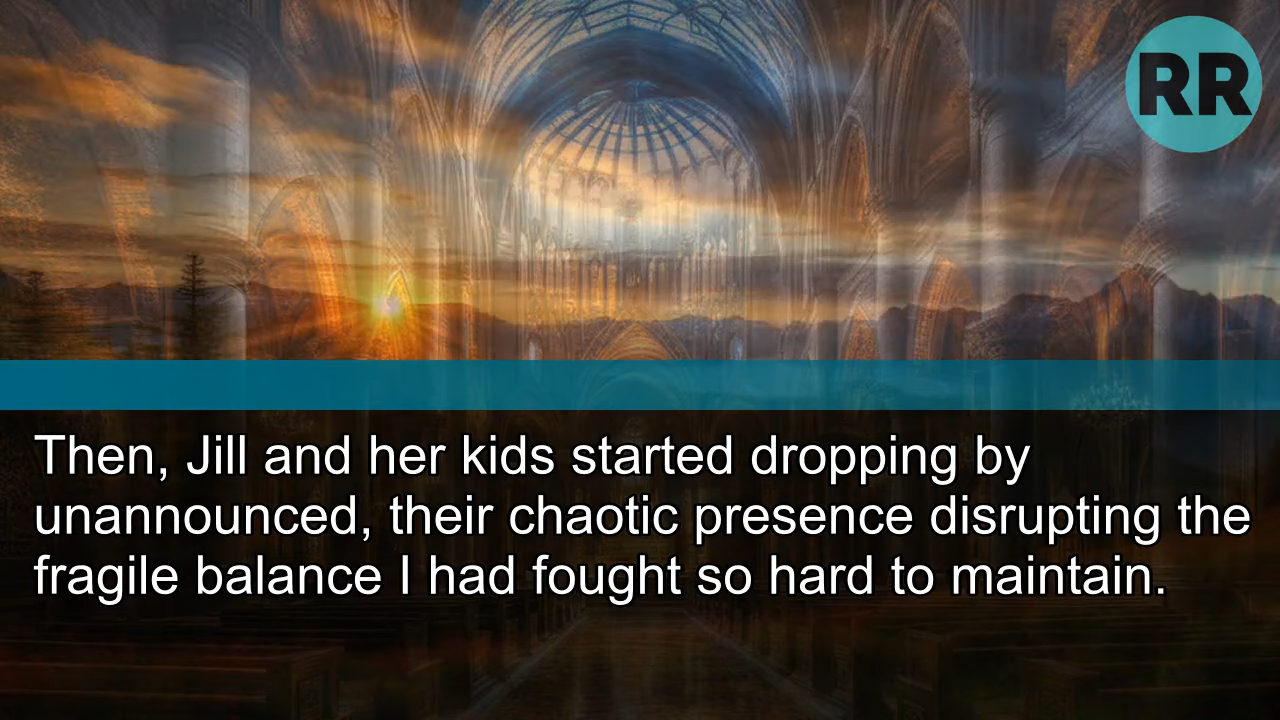 RR
Then, Jill and her kids started dropping by
unannounced, their chaotic presence disrupting the
fragile balance I had fought so hard to maintain.